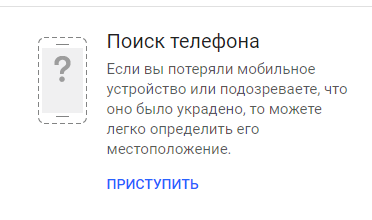 Поиск телефона
Если вы потеряли мобильное
устройство или подозреваете, что
оно было украдено, то можете
легко определить его
местоположение.
ПРИСТУПИТЬ
?